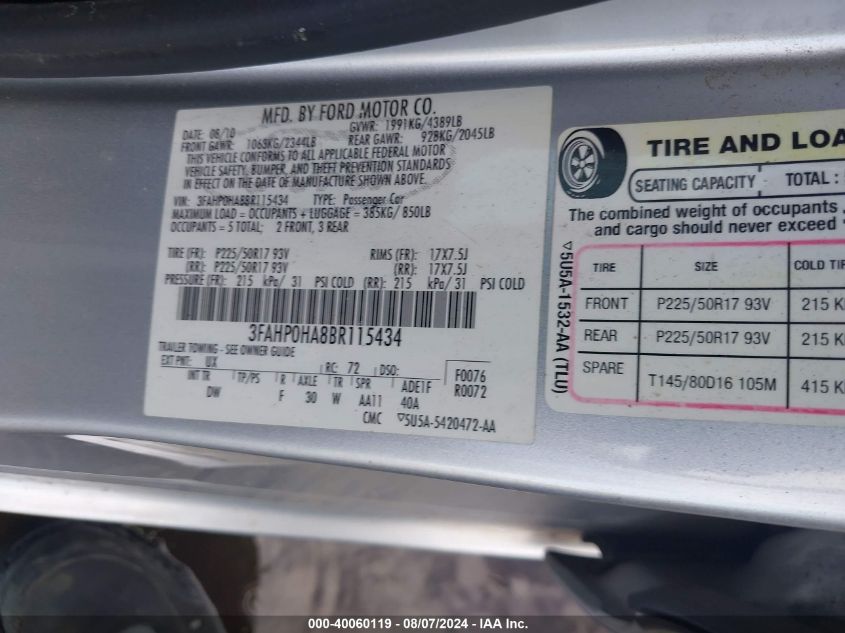 MFD. BY FORD MOTOR CO.
DATE: 08/10 GVWR: 1991KG/4389LB
FRONT GAWR: 1063KG/2344LB REAR GAWR: 928KG/2045LB
THIS VEHICLE CONFORMS TO ALL APPLICABLE FEDERAL MOTOR
VEHICLE SAFETY, BUMPER, AND THEFT PREVENTION STANDARDS
IN EFFECT ON THE DATE OF MANUFACTURE SHOWN ABOVE.
VIN: 3FAHP0HA8BR115434 TYPE: Passenger Car
MAXIMUM LOAD = OCCUPANTS + LUGGAGE = 385KG/850LB
OCCUPANTS = 5 TOTAL: 2 FRONT, 3 REAR
TIRE (FR): P225/50R17 93V RIMS (FR): 17X7.5J
(RR): P225/50R17 93V (RR): 17X7.5J
PRESSURE (FR): 215 kPa/ 31 PSI COLD (RR): 215 kPa/ 31 PSI COLD
3FAHP0HA8BR115434
TRAILER TOWING - SEE OWNER GUIDE
EXT PNT: UX RC: 72 DSO: F0076
INT TR TP/PS R AXLE TR SPR ADE1F R0072
DW F 30 W AA11 40A
CMC ▽5U5A-5420472-AA
▽5U5A-1532-AA (TLU)
TIRE AND LOA
SEATING CAPACITY TOTAL :
The combined weight of occupants
and cargo should never exceed
TIRE SIZE COLD TI
FRONT P225/50R17 93V 215 K
REAR P225/50R17 93V 215 K
SPARE T145/80D16 105M 415 K
000-40060119 - 08/07/2024 - IAA Inc.